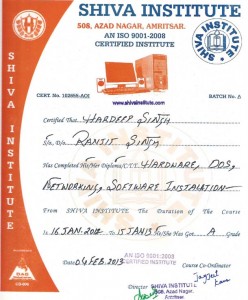 SHIVA INSTITUTE
SHIVA INSTITUTE
506, AZAD NAGAR, AMRITSAR.
AN ISO 9001-2008
CERTIFIED INSTITUTE
SHIVA INSTITUTE
CERT. No.
BATCH No. A
www.shivainstitute.com
Certified That HARDEEP SINGH
S/o, D/o RANJIT SINGH
Has Completed His/Her Diploma/C.T.T. HARDWARE, DOS,
NETWORKING, SOFTWARE INSTALLATION
From SHIVA INSTITUTE The Duration of The Course
Is 16 JAN 2012 To 15 JAN 13 He/She Has Got A Grade
AN ISO 9001-2008
CERTIFIED INSTITUTE
Date 04 FEB. 2013
Course Co-Ordinator
Director SHIVA INSTITUTE
506, Azad Nagar,
Amritsar.
DAS